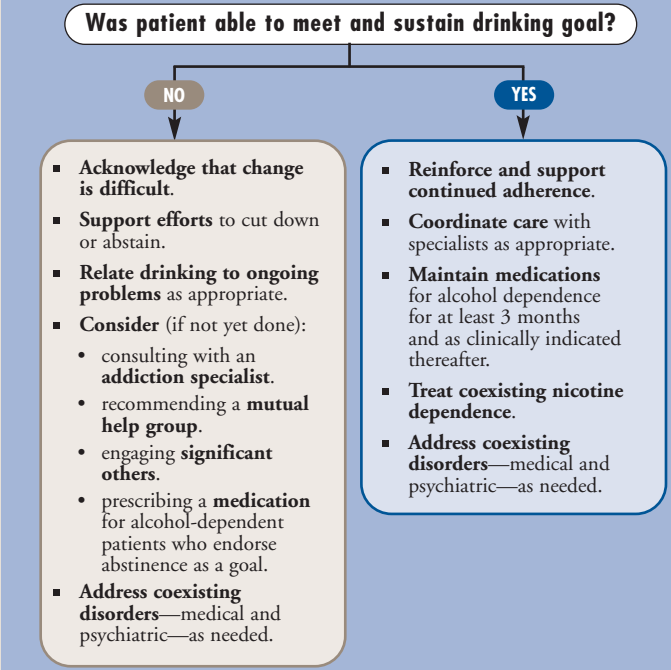 Was patient able to meet and sustain drinking goal?
NO
YES
▪ Acknowledge that change
is difficult.
▪ Support efforts to cut down
or abstain.
▪ Relate drinking to ongoing
problems as appropriate.
▪ Consider (if not yet done):
• consulting with an
addiction specialist.
• recommending a mutual
help group.
• engaging significant
others.
• prescribing a medication
for alcohol-dependent
patients who endorse
abstinence as a goal.
▪ Address coexisting
disorders—medical and
psychiatric—as needed.
▪ Reinforce and support
continued adherence.
▪ Coordinate care with
specialists as appropriate.
▪ Maintain medications
for alcohol dependence
for at least 3 months
and as clinically indicated
thereafter.
▪ Treat coexisting nicotine
dependence.
▪ Address coexisting
disorders—medical and
psychiatric—as needed.